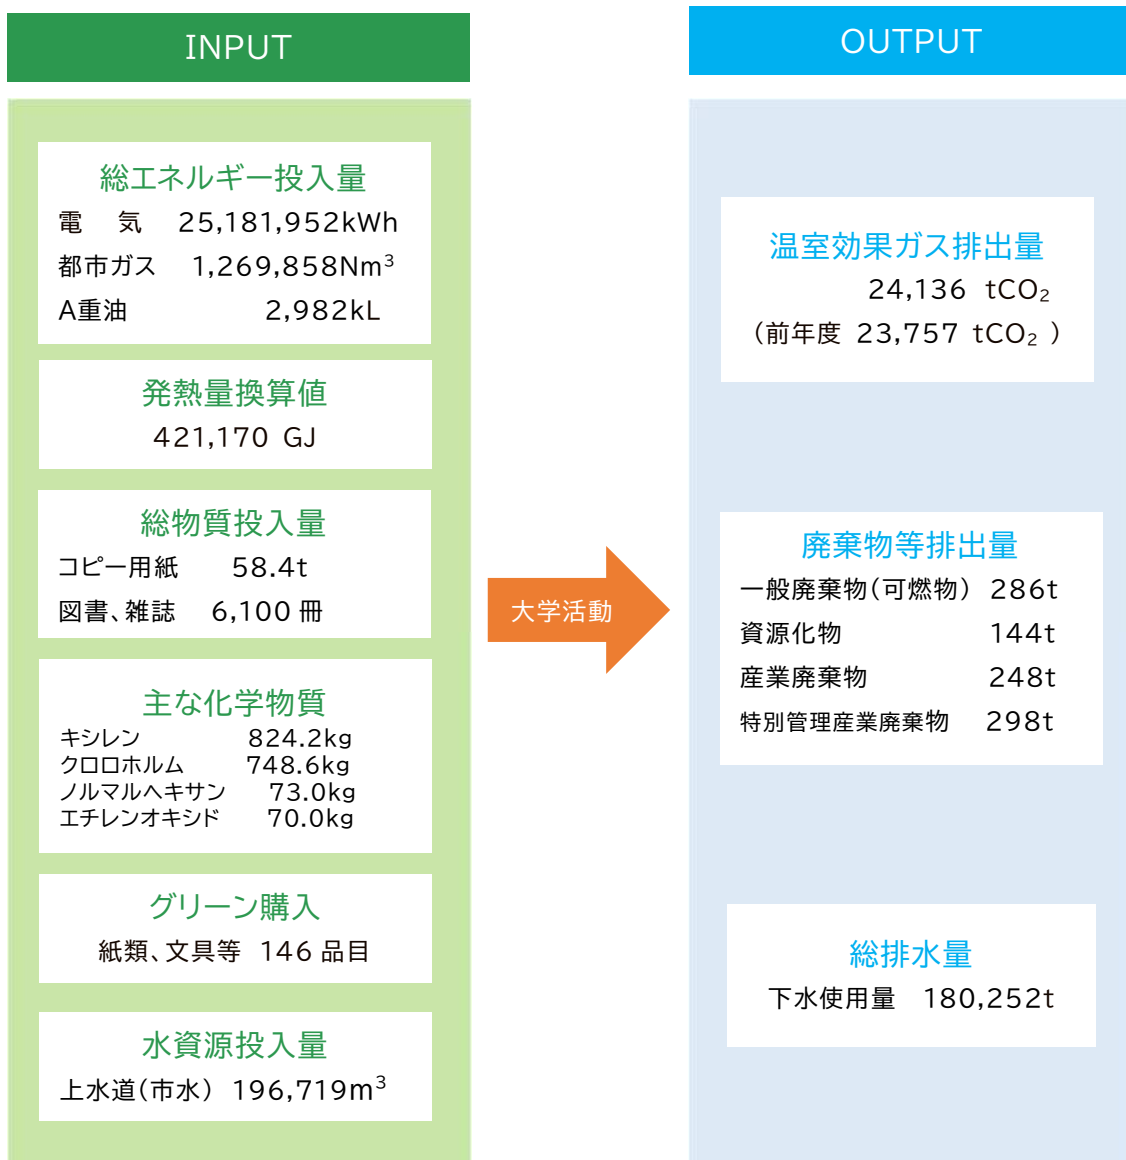 INPUT
総エネルギー投入量
電　気 25,181,952kWh
都市ガス 1,269,858Nm³
A重油 2,982kL
発熱量換算値
421,170 GJ
総物質投入量
コピー用紙 58.4t
図書、雑誌 6,100 冊
主な化学物質
キシレン 824.2kg
クロロホルム 748.6kg
ノルマルヘキサン 73.0kg
エチレンオキシド 70.0kg
グリーン購入
紙類、文具等 146 品目
水資源投入量
上水道(市水) 196,719m³
大学活動
OUTPUT
温室効果ガス排出量
24,136 tCO₂
(前年度 23,757 tCO₂ )
廃棄物等排出量
一般廃棄物(可燃物) 286t
資源化物 144t
産業廃棄物 248t
特別管理産業廃棄物 298t
総排水量
下水使用量 180,252t